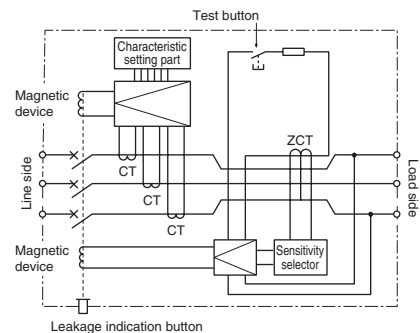 Test button
Characteristic
setting part
Magnetic
device
ZCT
CT
CT
CT
Line side
Load side
Magnetic
device
Sensitivity
selector
Leakage indication button